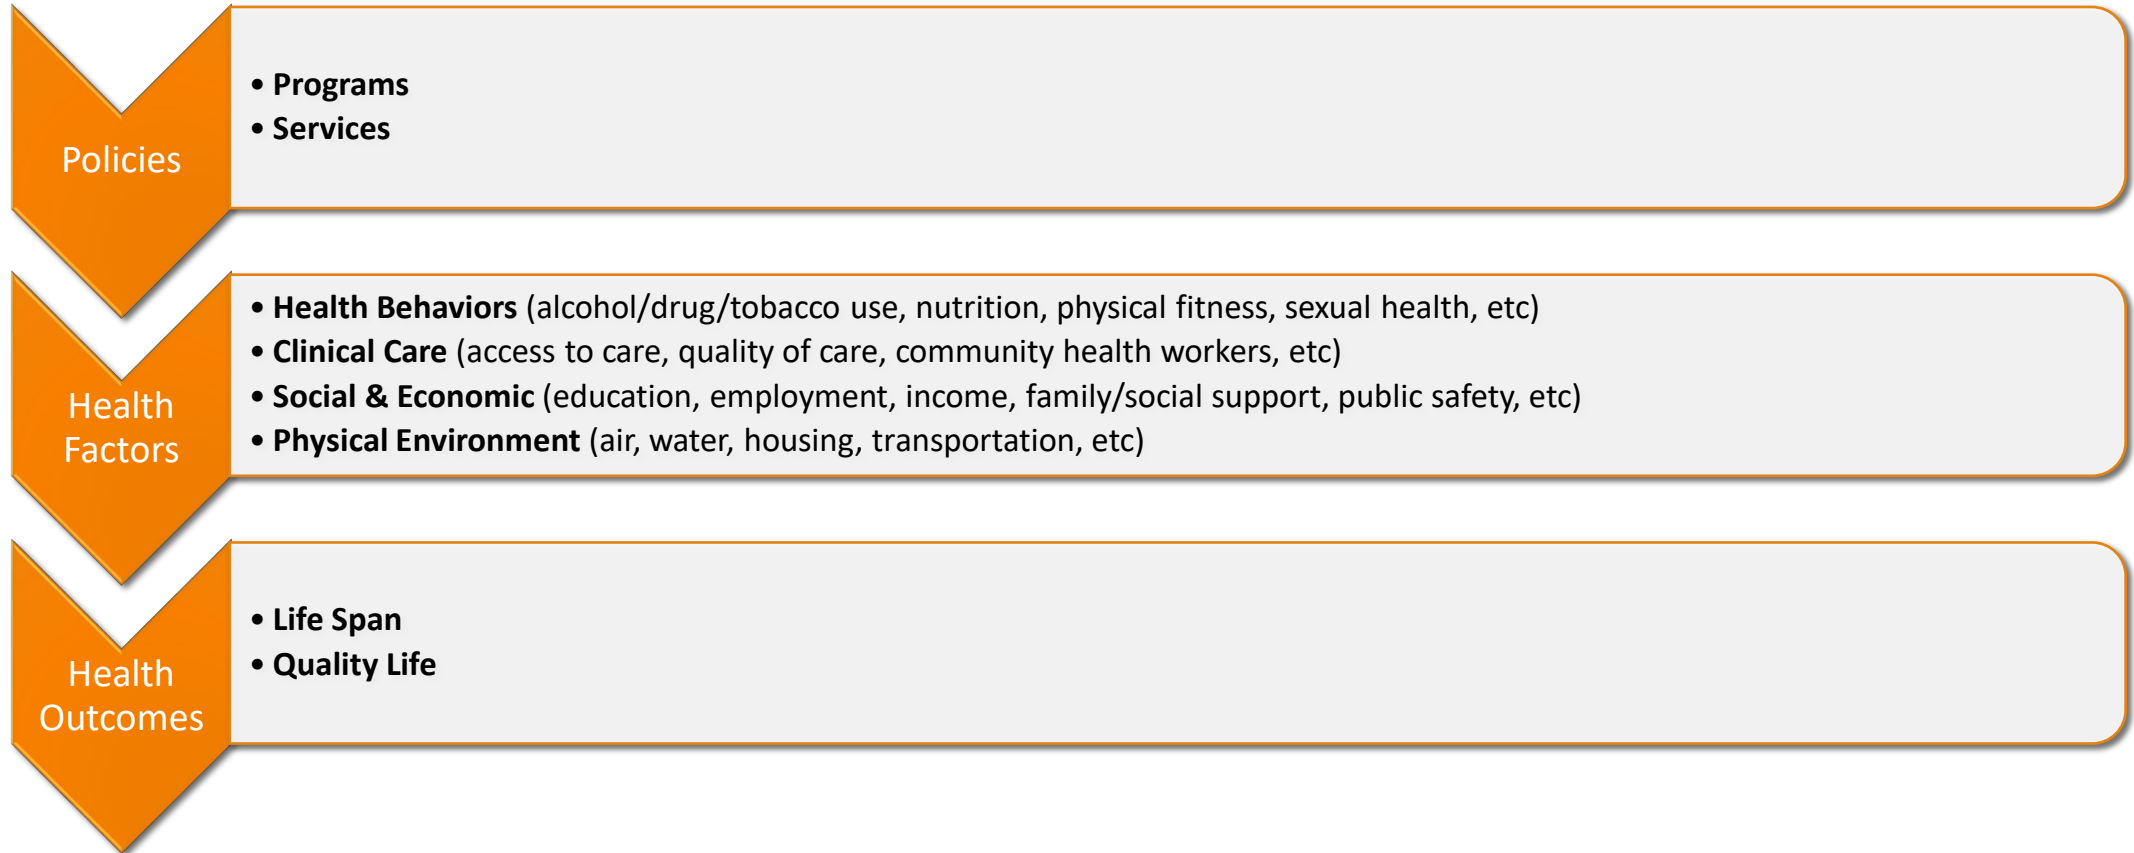 Policies
• Programs
• Services
Health
Factors
• Health Behaviors (alcohol/drug/tobacco use, nutrition, physical fitness, sexual health, etc)
• Clinical Care (access to care, quality of care, community health workers, etc)
• Social & Economic (education, employment, income, family/social support, public safety, etc)
• Physical Environment (air, water, housing, transportation, etc)
Health
Outcomes
• Life Span
• Quality Life